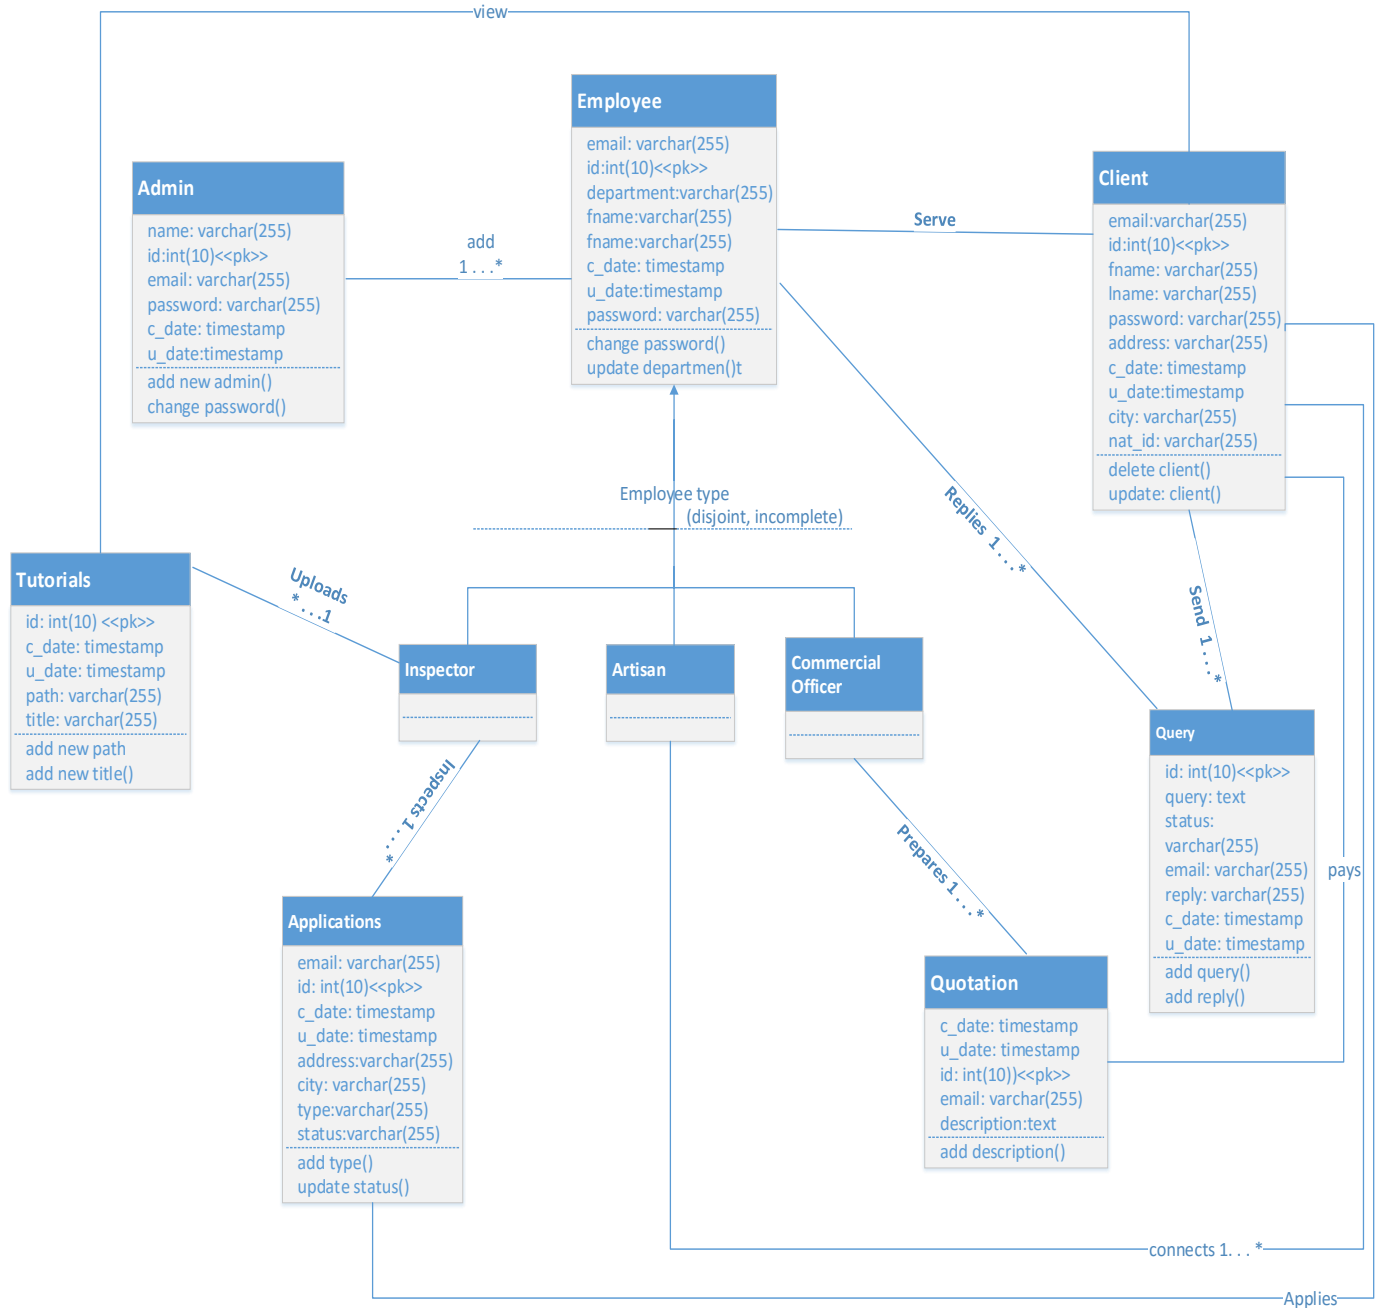 view
Employee
email: varchar(255)
id:int(10)<<pk>>
department:varchar(255)
fname:varchar(255)
fname:varchar(255)
c_date: timestamp
u_date:timestamp
password: varchar(255)
change password()
update departmen()t
Admin
name: varchar(255)
id:int(10)<<pk>>
email: varchar(255)
password: varchar(255)
c_date: timestamp
u_date:timestamp
add new admin()
change password()
add
1 . . .*
Serve
Client
email:varchar(255)
id:int(10)<<pk>>
fname: varchar(255)
lname: varchar(255)
password: varchar(255)
address: varchar(255)
c_date: timestamp
u_date:timestamp
city: varchar(255)
nat_id: varchar(255)
delete client()
update: client()
Employee type
(disjoint, incomplete)
Replies 1 . . .*
Send 1 . . .*
Tutorials
id: int(10) <<pk>>
c_date: timestamp
u_date: timestamp
path: varchar(255)
title: varchar(255)
add new path
add new title()
Uploads
* . . .1
Inspector
Artisan
Commercial
Officer
Query
id: int(10)<<pk>>
query: text
status:
varchar(255)
email: varchar(255)
reply: varchar(255)
c_date: timestamp
u_date: timestamp
add query()
add reply()
pays
Inspects 1 . . . *
Prepares 1 . . .*
Applications
email: varchar(255)
id: int(10)<<pk>>
c_date: timestamp
u_date: timestamp
address:varchar(255)
city: varchar(255)
type:varchar(255)
status:varchar(255)
add type()
update status()
Quotation
c_date: timestamp
u_date: timestamp
id: int(10))<<pk>>
email: varchar(255)
description:text
add description()
connects 1. . . *
Applies